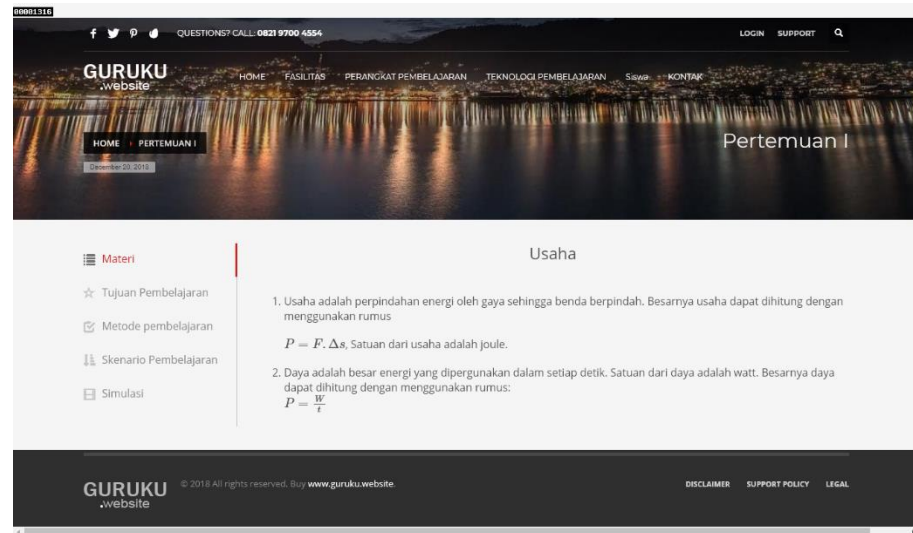 00001316
QUESTIONS? CALL: 0821 9700 4554
LOGIN SUPPORT
GURUKU
.website
HOME FASILITAS PERANGKAT PEMBELAJARAN TEKNOLOGI PEMBELAJARAN Siswa KONTAK
HOME PERTEMUAN I
Pertemuan I
December 20, 2018
Materi
Tujuan Pembelajaran
Metode pembelajaran
Skenario Pembelajaran
Simulasi
Usaha
1. Usaha adalah perpindahan energi oleh gaya sehingga benda berpindah. Besarnya usaha dapat dihitung dengan
menggunakan rumus
P = F. Δs, Satuan dari usaha adalah joule.
2. Daya adalah besar energi yang dipergunakan dalam setiap detik. Satuan dari daya adalah watt. Besarnya daya
dapat dihitung dengan menggunakan rumus:
P = W/t
GURUKU
.website
© 2018 All rights reserved. Buy www.guruku.website.
DISCLAIMER SUPPORT POLICY LEGAL